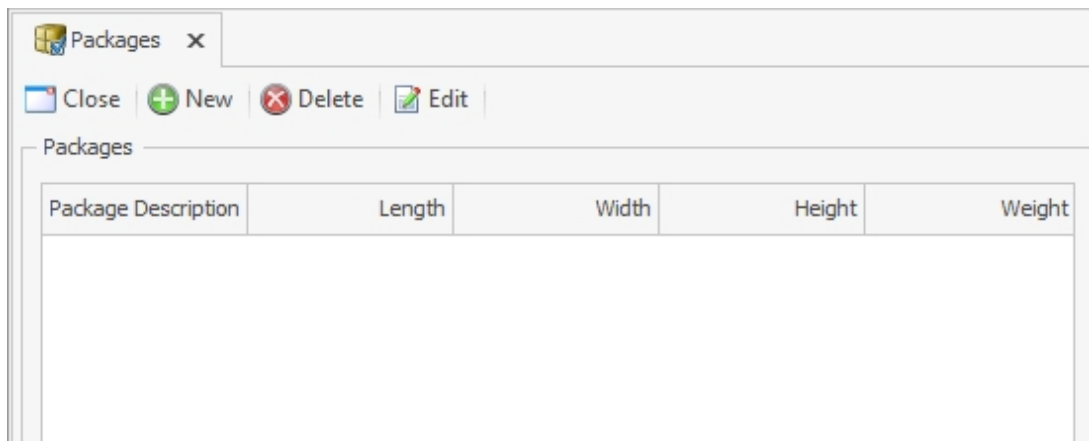 Packages x
Close New Delete Edit
Packages
Package Description Length Width Height Weight